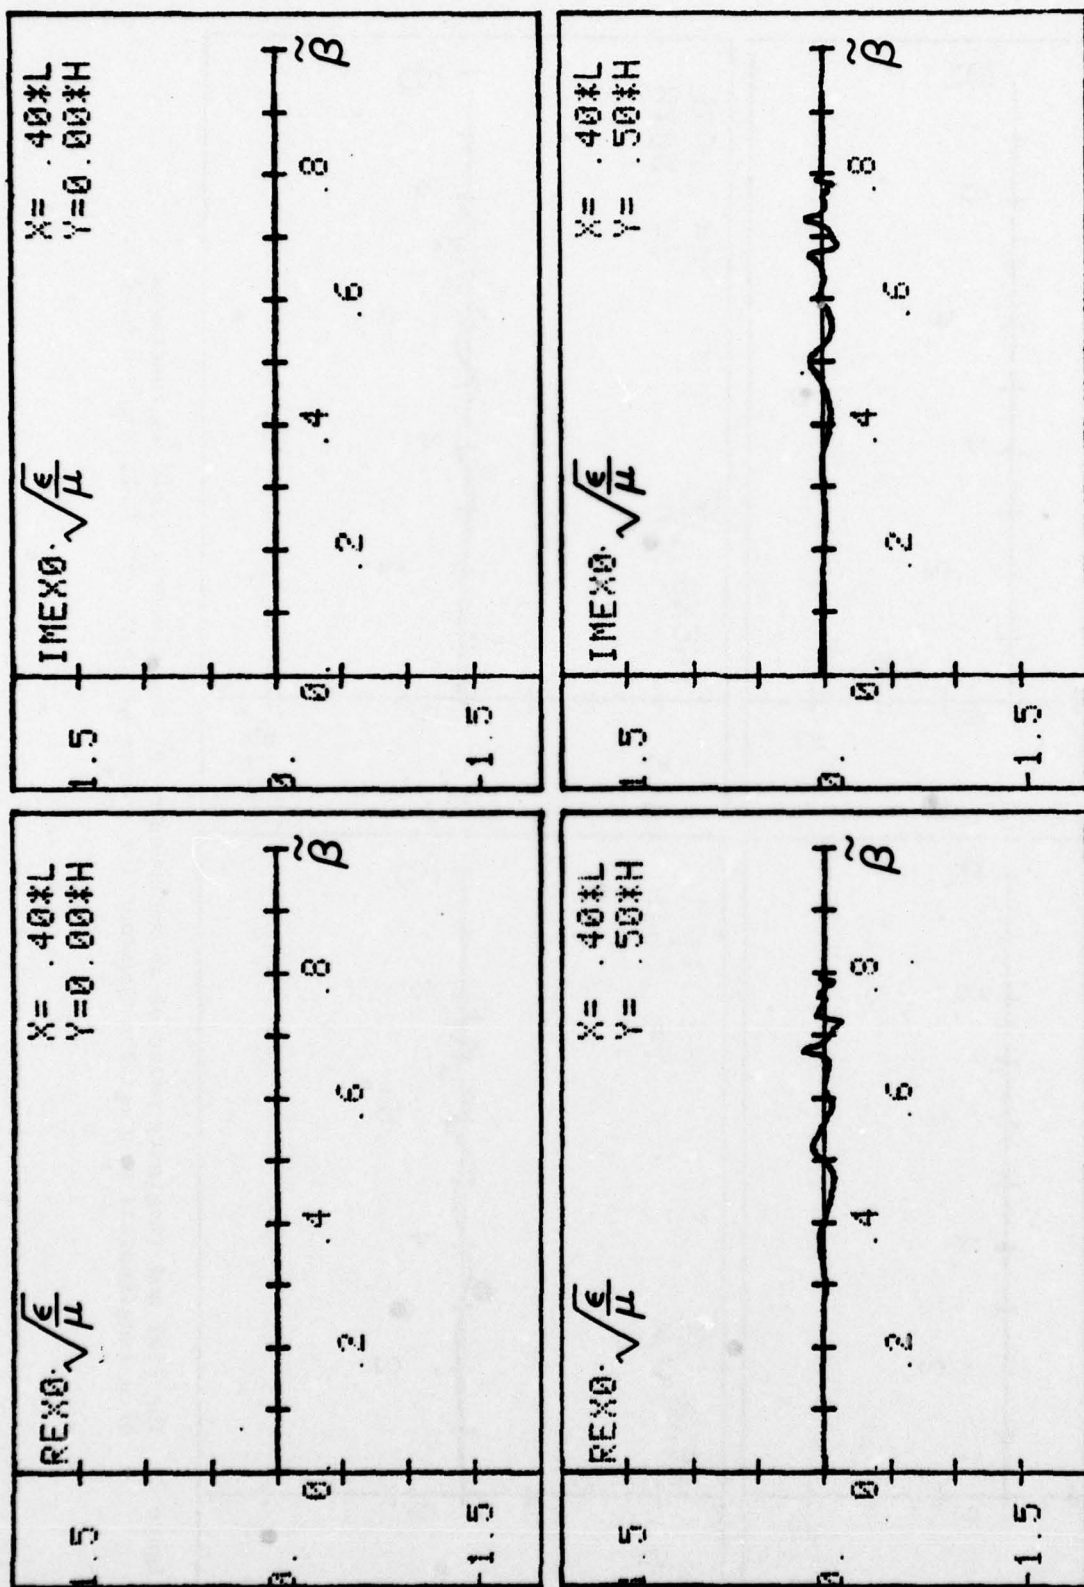 REX0·√ϵ/μ
X= .40*L
Y=0.00*H
1.5
0.
-1.5
0. .2 .4 .6 .8 β̃
IMEX0·√ϵ/μ
X= .40*L
Y=0.00*H
1.5
0.
-1.5
0. .2 .4 .6 .8 β̃
REX0·√ϵ/μ
X= .40*L
Y= .50*H
.5
0.
-1.5
0. .2 .4 .6 .8 β̃
IMEX0·√ϵ/μ
X= .40*L
Y= .50*H
1.5
0.
-1.5
0. .2 .4 .6 .8 β̃